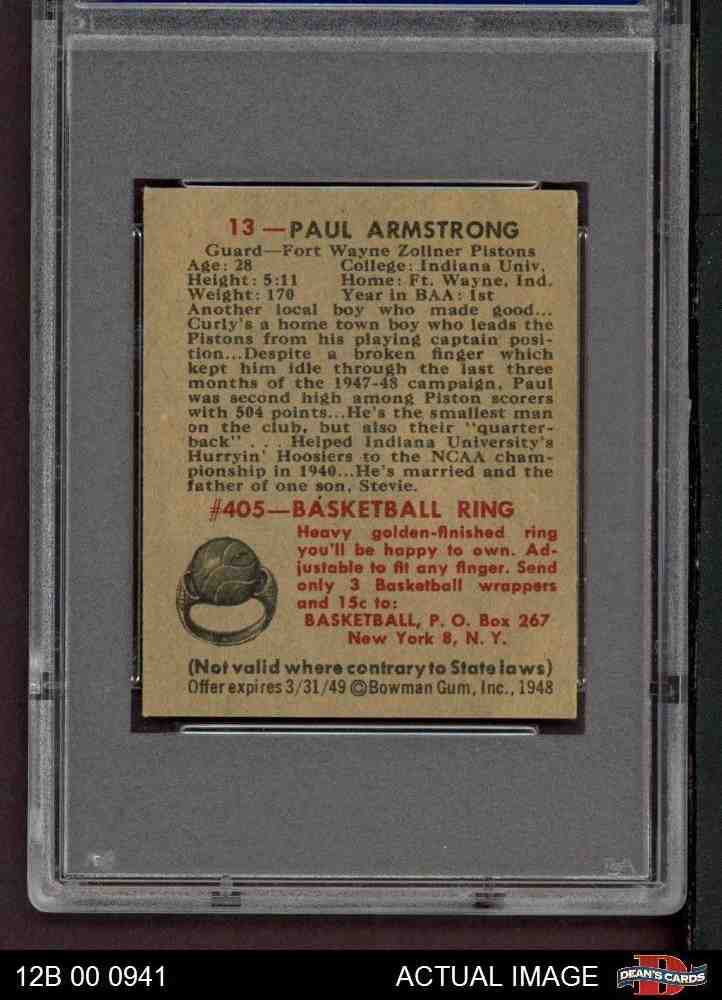 13 — PAUL ARMSTRONG
Guard—Fort Wayne Zollner Pistons
Age: 28 College: Indiana Univ.
Height: 5:11 Home: Ft. Wayne, Ind.
Weight: 170 Year in BAA: 1st
Another local boy who made good...
Curly's a home town boy who leads the
Pistons from his playing captain posi-
tion...Despite a broken finger which
kept him idle through the last three
months of the 1947-48 campaign, Paul
was second high among Piston scorers
with 504 points...He's the smallest man
on the club, but also their "quarter-
back" . . . Helped Indiana University's
Hurryin' Hoosiers to the NCAA cham-
pionship in 1940...He's married and the
father of one son, Stevie.
#405—BASKETBALL RING
Heavy golden-finished ring
you'll be happy to own. Ad-
justable to fit any finger. Send
only 3 Basketball wrappers
and 15c to:
BASKETBALL, P. O. Box 267
New York 8, N. Y.
(Not valid where contrary to State laws)
Offer expires 3/31/49 ©Bowman Gum, Inc., 1948
12B 00 0941
ACTUAL IMAGE
DEAN'S CARDS